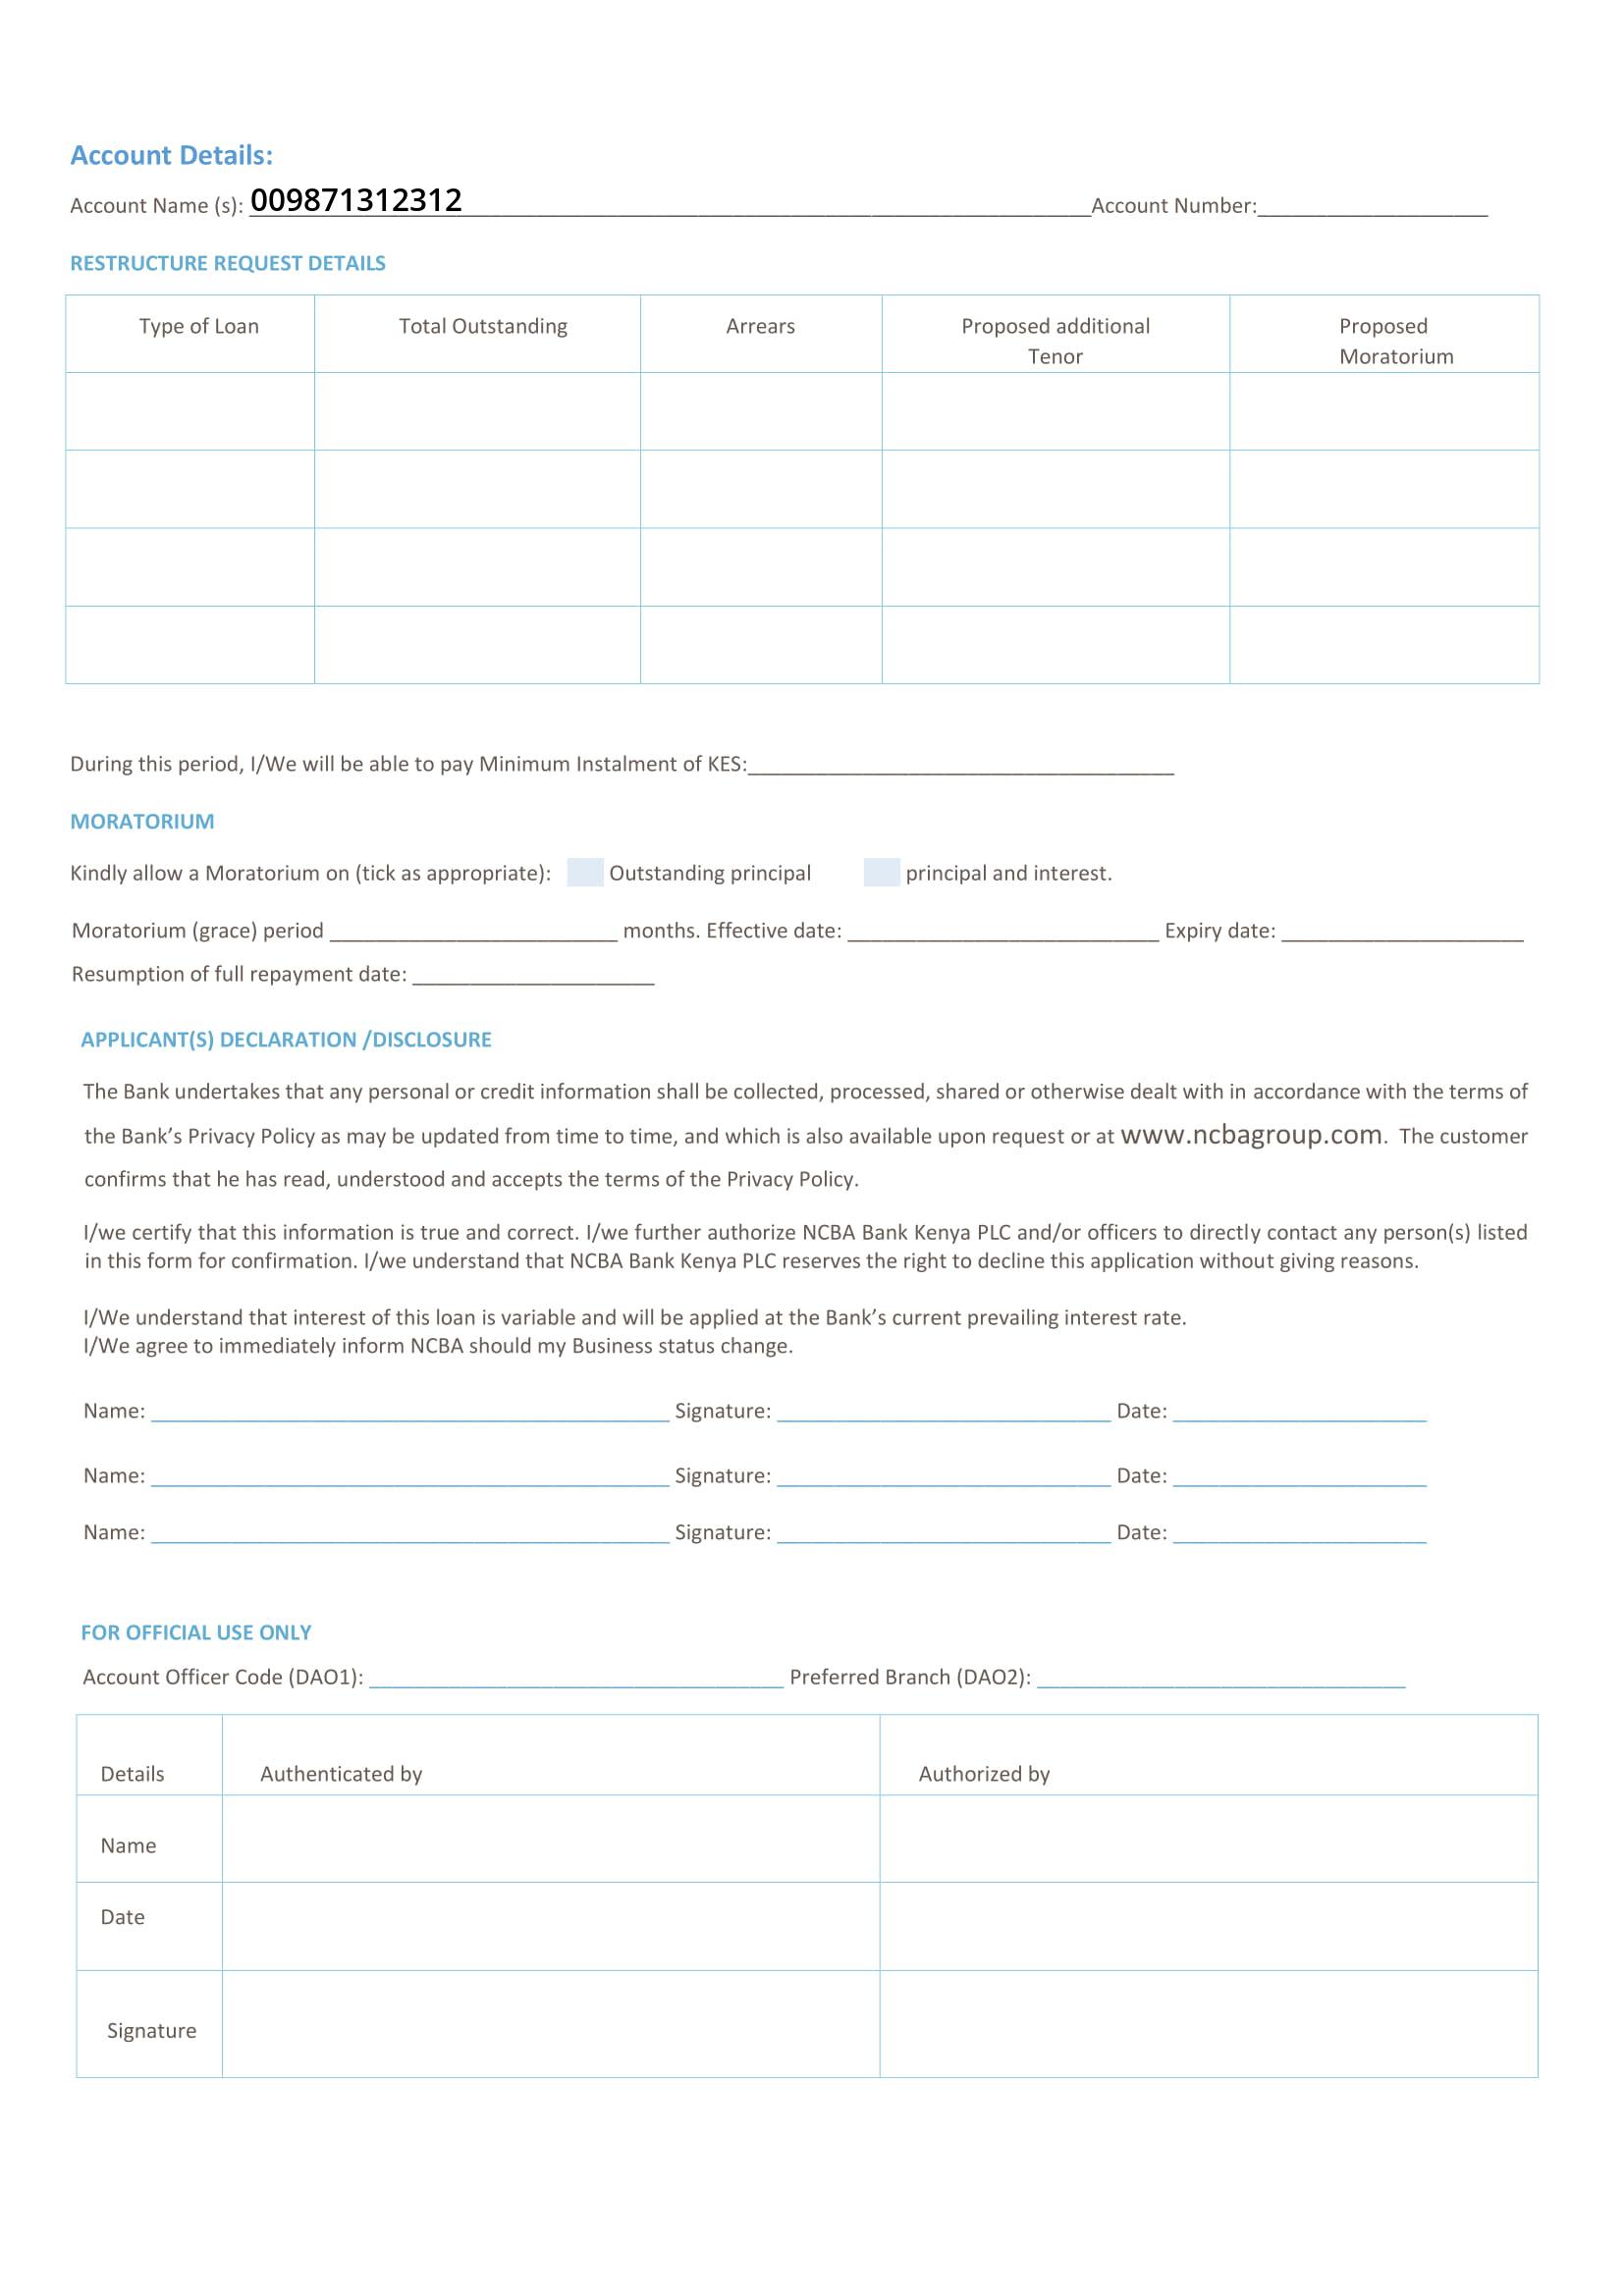 Account Details:
Account Name (s): 009871312312 Account Number:____________________
RESTRUCTURE REQUEST DETAILS
Type of Loan Total Outstanding Arrears Proposed additional Tenor Proposed Moratorium
During this period, I/We will be able to pay Minimum Instalment of KES:_____________________________________
MORATORIUM
Kindly allow a Moratorium on (tick as appropriate): Outstanding principal principal and interest.
Moratorium (grace) period _________________________ months. Effective date: ___________________________ Expiry date: _____________________
Resumption of full repayment date: _____________________
APPLICANT(S) DECLARATION /DISCLOSURE
The Bank undertakes that any personal or credit information shall be collected, processed, shared or otherwise dealt with in accordance with the terms of
the Bank’s Privacy Policy as may be updated from time to time, and which is also available upon request or at www.ncbagroup.com. The customer
confirms that he has read, understood and accepts the terms of the Privacy Policy.
I/we certify that this information is true and correct. I/we further authorize NCBA Bank Kenya PLC and/or officers to directly contact any person(s) listed
in this form for confirmation. I/we understand that NCBA Bank Kenya PLC reserves the right to decline this application without giving reasons.
I/We understand that interest of this loan is variable and will be applied at the Bank’s current prevailing interest rate.
I/We agree to immediately inform NCBA should my Business status change.
Name: _____________________________________________ Signature: _____________________________ Date: ______________________
Name: _____________________________________________ Signature: _____________________________ Date: ______________________
Name: _____________________________________________ Signature: _____________________________ Date: ______________________
FOR OFFICIAL USE ONLY
Account Officer Code (DAO1): ____________________________________ Preferred Branch (DAO2): ________________________________
Details Authenticated by Authorized by
Name
Date
Signature